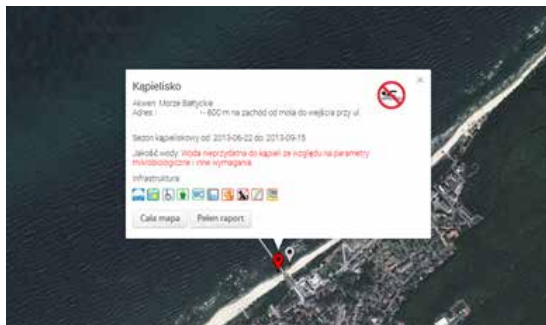 Kąpielisko
Akwen: Morze Bałtyckie
Adres: - 800 m na zachód od mola do wejścia przy ul.
Sezon kąpieliskowy od: 2013-06-22 do: 2013-09-15
Jakość wody: Woda nieprzydatna do kąpieli ze względu na parametry
mikrobiologiczne i inne wymagania.
Infrastruktura:
WC
Cała mapa Pełen raport